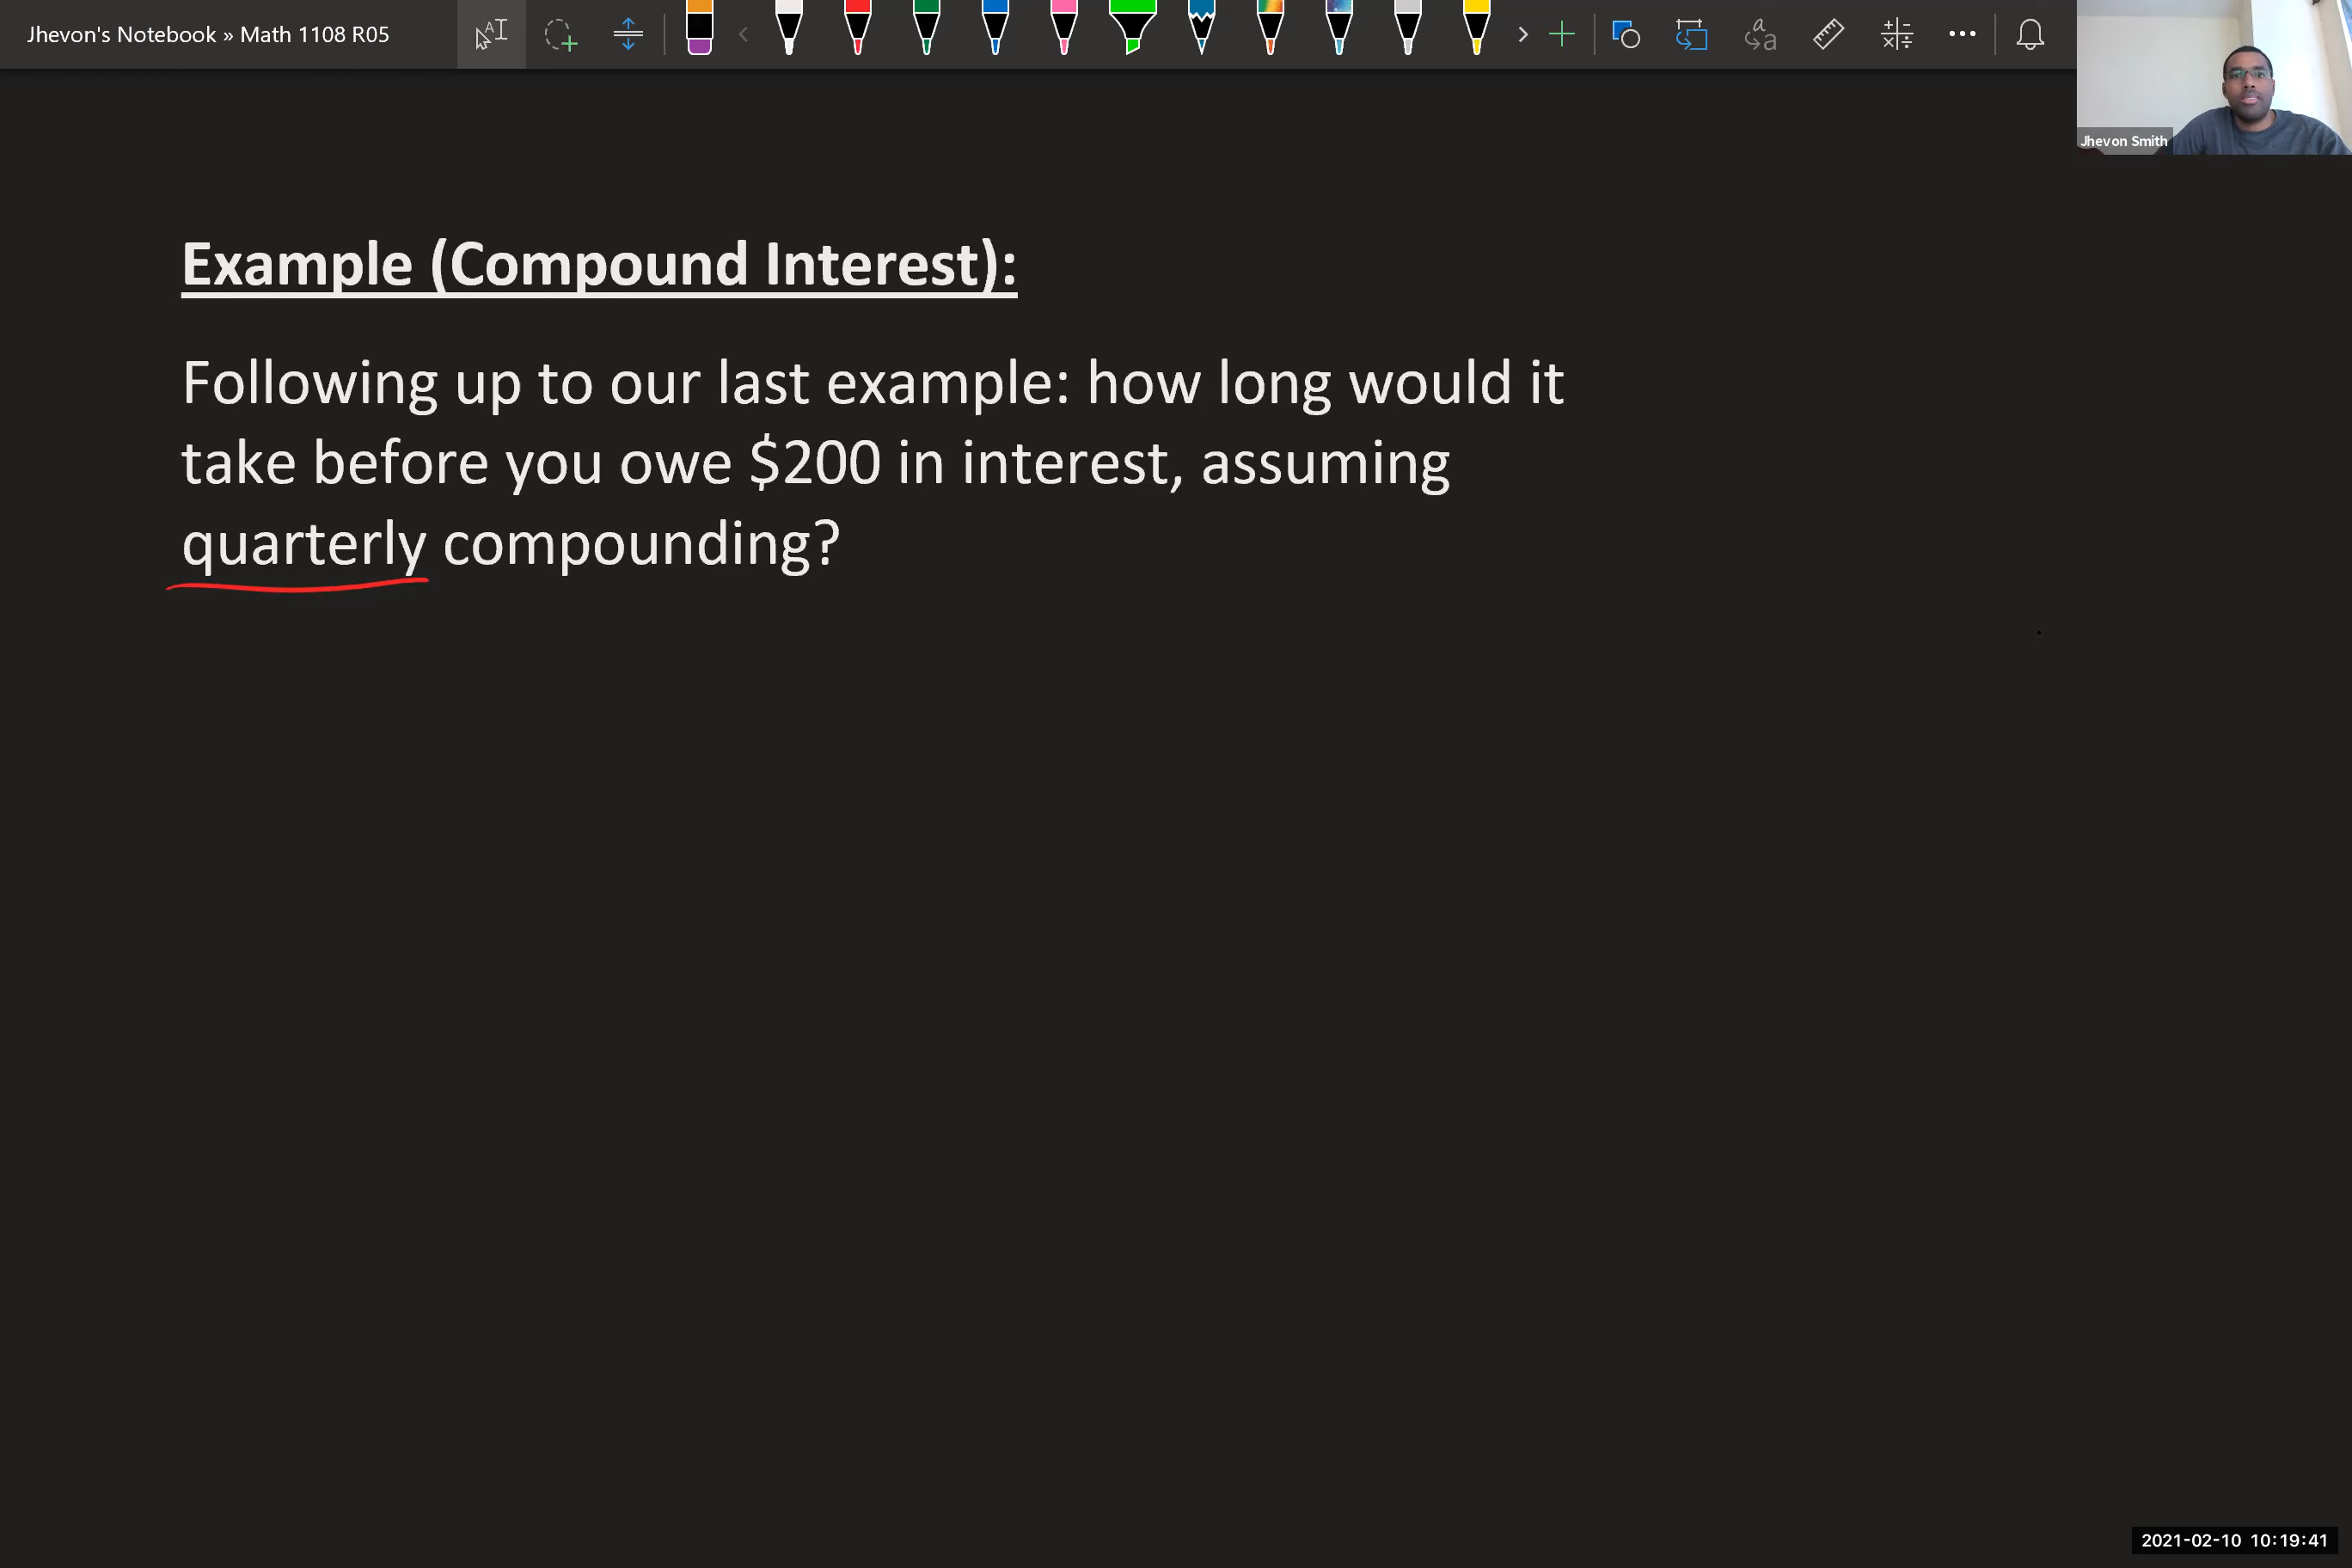 Jhevon's Notebook » Math 1108 R05
Jhevon Smith
Example (Compound Interest):
Following up to our last example: how long would it
take before you owe $200 in interest, assuming
quarterly compounding?
2021-02-10 10:19:41